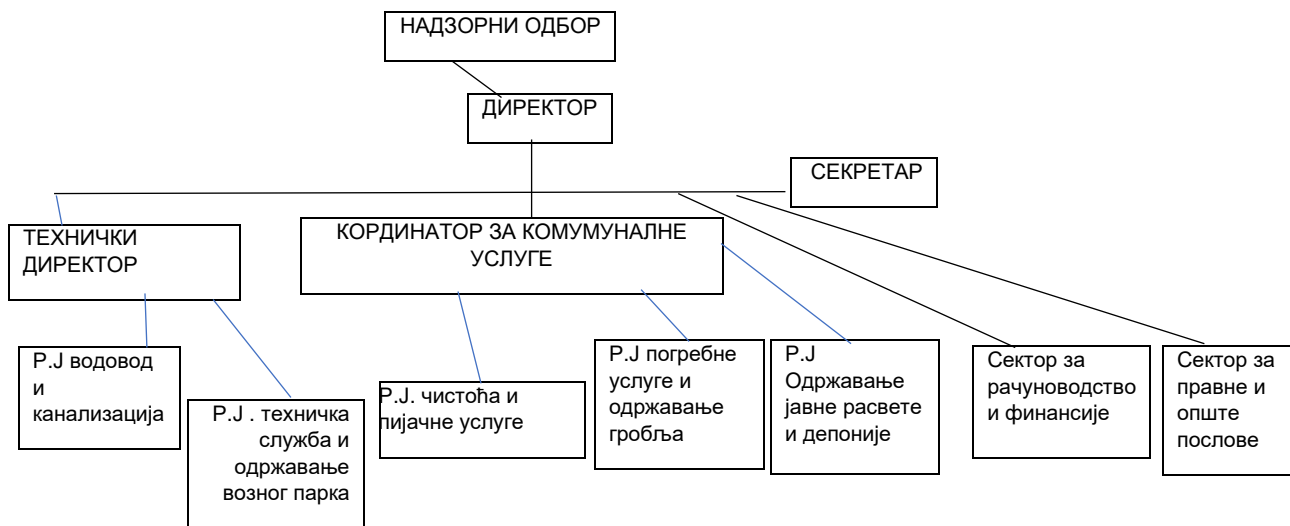 НАДЗОРНИ ОДБОР
ДИРЕКТОР
СЕКРЕТАР
ТЕХНИЧКИ
ДИРЕКТОР
КОРДИНАТОР ЗА КОМУМУНАЛНЕ
УСЛУГЕ
Р.Ј водовод
и
канализација
Р.Ј . техничка
служба и
одржавање
возног парка
Р.Ј. чистоћа и
пијачне услуге
Р.Ј погребне
услуге и
одржавање
гробља
Р.Ј
Одржавање
јавне расвете
и депоније
Сектор за
рачуноводство
и финансије
Сектор за
правне и
опште
послове